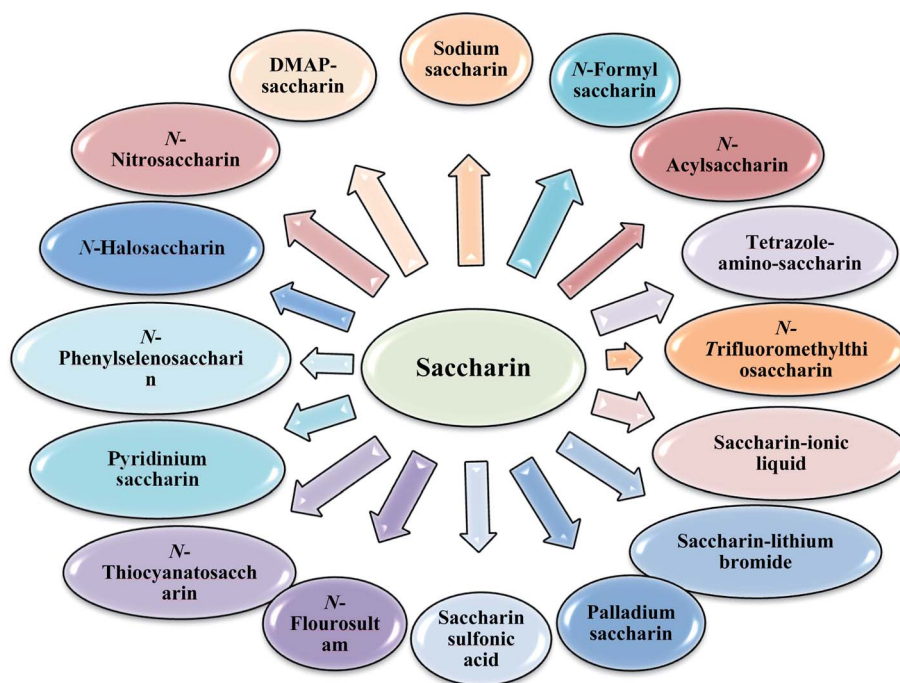 Sodium
saccharin
N-Formyl
saccharin
N-
Acylsaccharin
Tetrazole-
amino-saccharin
N-
Trifluoromethylthi
osaccharin
Saccharin-ionic
liquid
Saccharin-lithium
bromide
Palladium
saccharin
Saccharin
sulfonic
acid
N-
Flourosult
am
N-
Thiocyanatosacch
arin
Pyridinium
saccharin
N-
Phenylselenosacchari
n
N-Halosaccharin
N-
Nitrosaccharin
DMAP-
saccharin
Saccharin